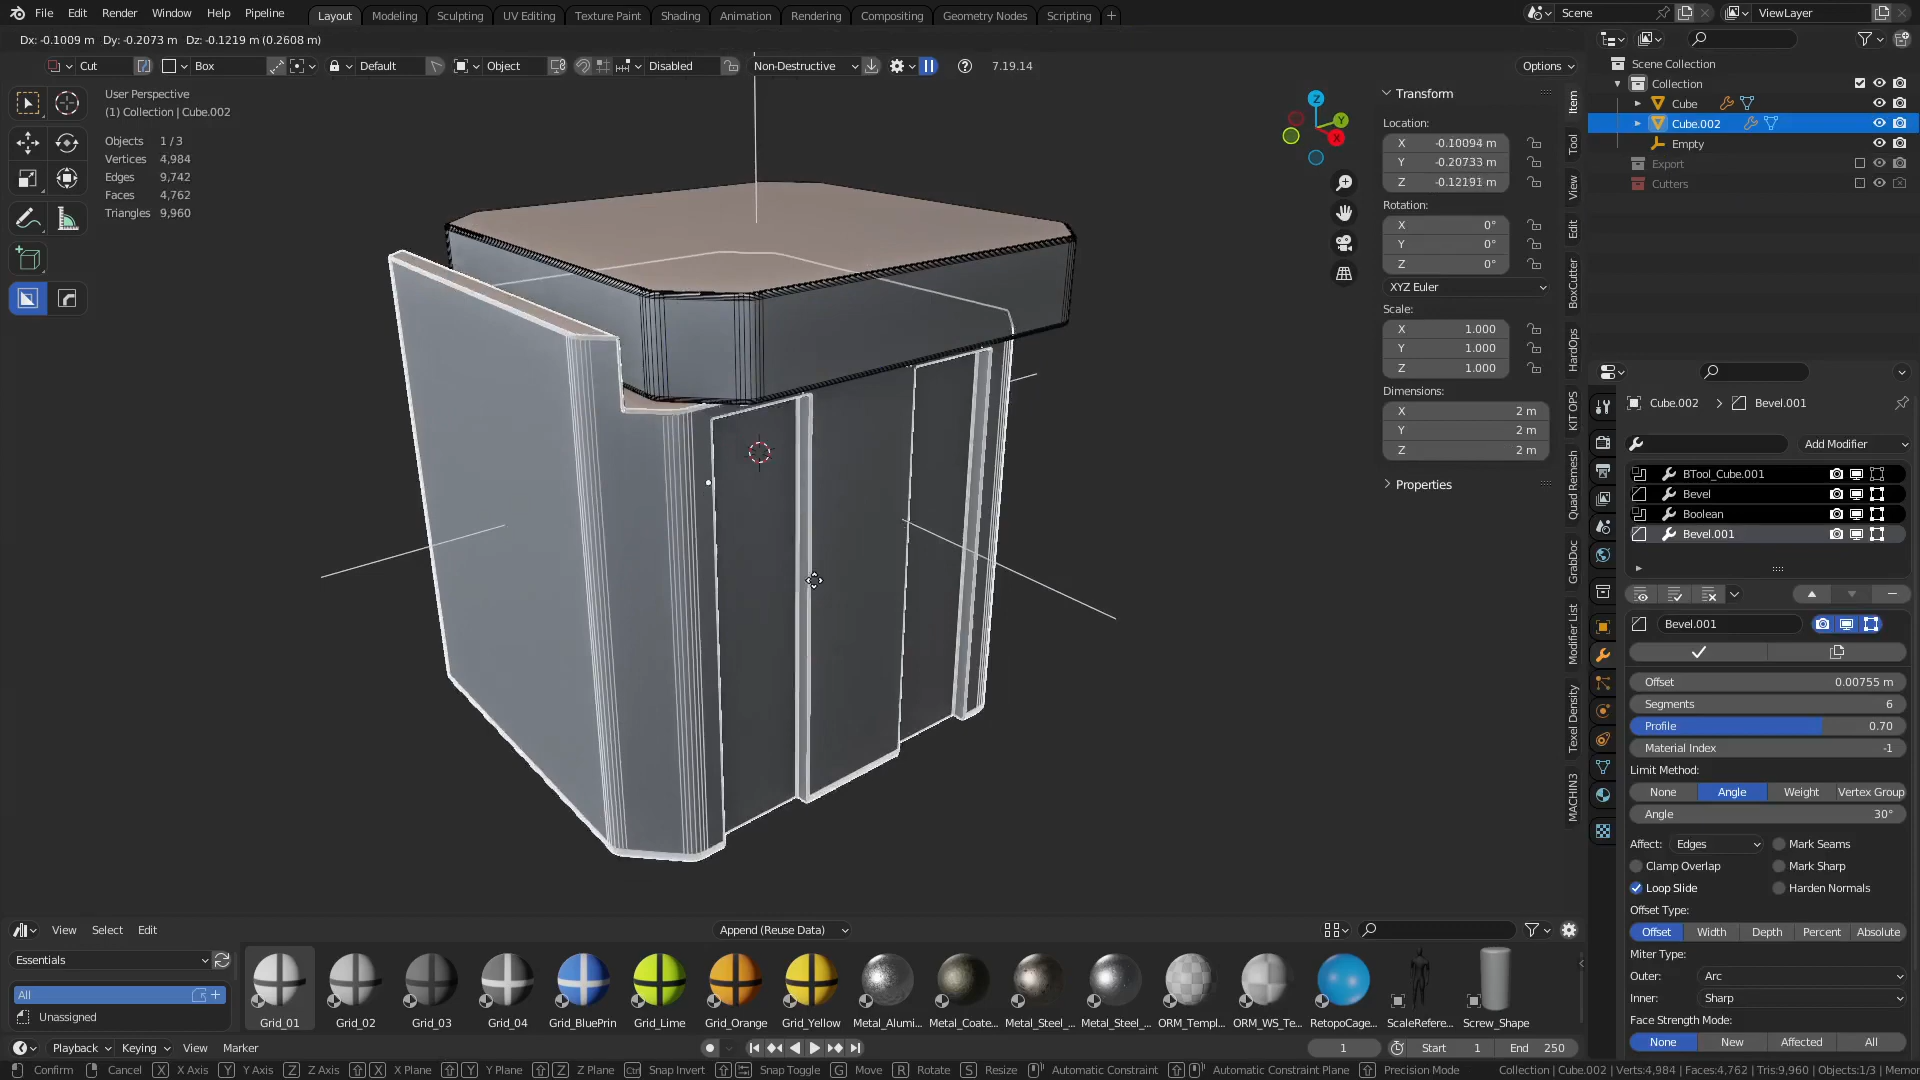 File Edit Render Window Help Pipeline Layout Modeling Sculpting UV Editing Texture Paint Shading Animation Rendering Compositing Geometry Nodes Scripting + Scene ViewLayer
Dx: -0.1009 m Dy: -0.2073 m Dz: -0.1219 m (0.2608 m)
Cut Box Default Object Disabled Non-Destructive 7.19.14 Options
User Perspective
(1) Collection | Cube.002
Objects 1 / 3
Vertices 4,984
Edges 9,742
Faces 4,762
Triangles 9,960
Z
Y
X
Transform
Location:
X -0.10094 m
Y -0.20733 m
Z -0.12191 m
Rotation:
X 0°
Y 0°
Z 0°
XYZ Euler
Scale:
X 1.000
Y 1.000
Z 1.000
Dimensions:
X 2 m
Y 2 m
Z 2 m
Properties
Item
Tool
View
Edit
BoxCutter
HardOps
KIT OPS
Quad Remesh
GrabDoc
Modifier List
Texel Density
MACHIN3
Scene Collection
Collection
Cube
Cube.002
Empty
Export
Cutters
Cube.002 > Bevel.001
Add Modifier
BTool_Cube.001
Bevel
Boolean
Bevel.001
Bevel.001
Offset 0.00755 m
Segments 6
Profile 0.70
Material Index -1
Limit Method:
None Angle Weight Vertex Group
Angle 30°
Affect: Edges Mark Seams
Clamp Overlap Mark Sharp
Loop Slide Harden Normals
Offset Type:
Offset Width Depth Percent Absolute
Miter Type:
Outer: Arc
Inner: Sharp
Face Strength Mode:
None New Affected All
View Select Edit Append (Reuse Data)
Essentials
All
Unassigned
Grid_01 Grid_02 Grid_03 Grid_04 Grid_BluePrin Grid_Lime Grid_Orange Grid_Yellow Metal_Alumi... Metal_Coate... Metal_Steel_... Metal_Steel_... ORM_Templ... ORM_WS_Te... RetopoCage... ScaleRefere... Screw_Shape
Playback Keying View Marker 1 Start 1 End 250
Confirm Cancel X X Axis Y Y Axis Z Z Axis X X Plane Y Y Plane Z Z Plane Ctrl Snap Invert Snap Toggle G Move R Rotate S Resize Automatic Constraint Automatic Constraint Plane Precision Mode Collection | Cube.002 | Verts:4,984 | Faces:4,762 | Tris:9,960 | Objects:1/3 | Memor